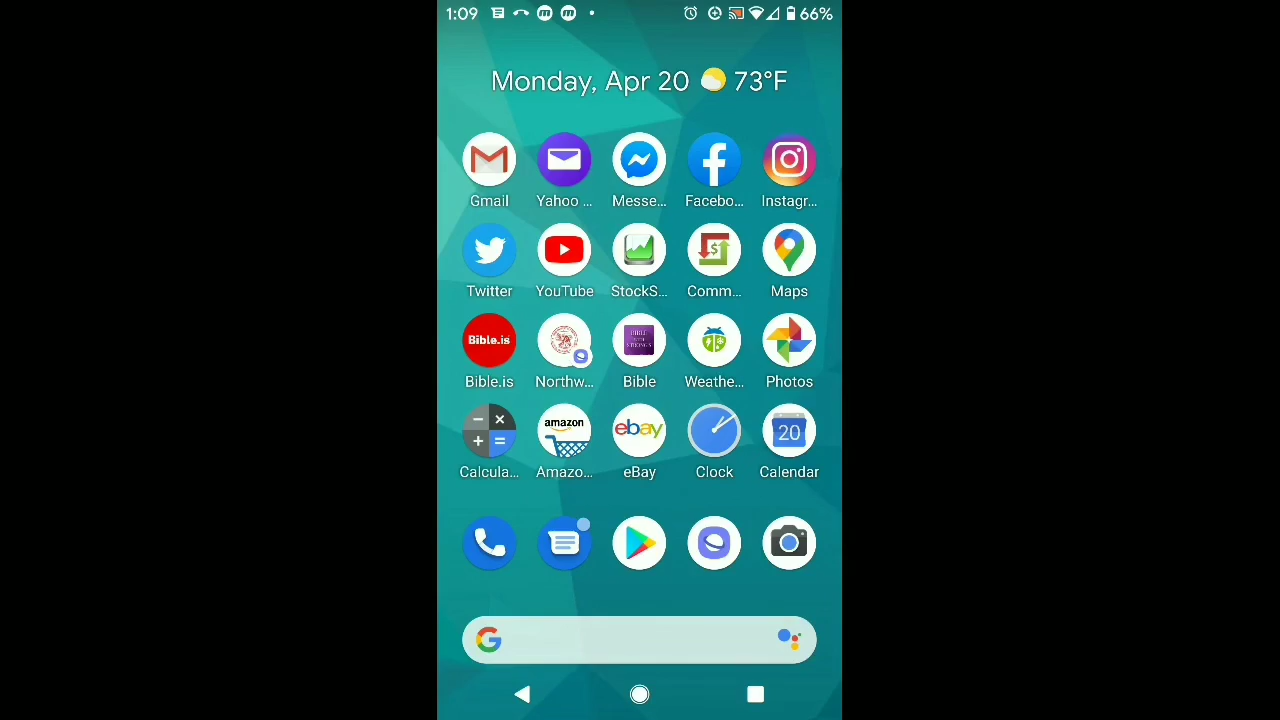 1:09 66%
Monday, Apr 20 73°F
Gmail Yahoo ... Messe... Facebo... Instagr...
Twitter YouTube StockS... Comm... Maps
Bible.is
BIBLE
Bible.is Northw... Bible Weathe... Photos
amazon ebay 20
Calcula... Amazo... eBay Clock Calendar